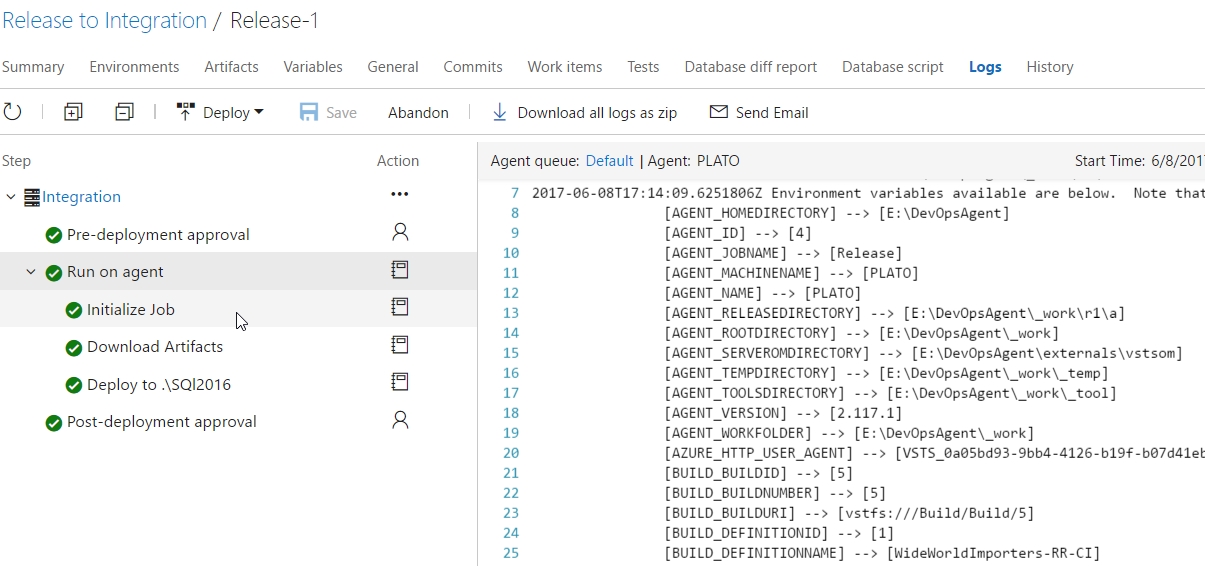 Release to Integration / Release-1
Summary Environments Artifacts Variables General Commits Work items Tests Database diff report Database script Logs History
Deploy Save Abandon Download all logs as zip Send Email
Step Action
Integration ...
Pre-deployment approval
Run on agent
Initialize Job
Download Artifacts
Deploy to .\SQl2016
Post-deployment approval
Agent queue: Default | Agent: PLATO Start Time: 6/8/201
7 2017-06-08T17:14:09.6251806Z Environment variables available are below. Note that
8 [AGENT_HOMEDIRECTORY] --> [E:\DevOpsAgent]
9 [AGENT_ID] --> [4]
10 [AGENT_JOBNAME] --> [Release]
11 [AGENT_MACHINENAME] --> [PLATO]
12 [AGENT_NAME] --> [PLATO]
13 [AGENT_RELEASEDIRECTORY] --> [E:\DevOpsAgent\_work\r1\a]
14 [AGENT_ROOTDIRECTORY] --> [E:\DevOpsAgent\_work]
15 [AGENT_SERVEROMDIRECTORY] --> [E:\DevOpsAgent\externals\vstsom]
16 [AGENT_TEMPDIRECTORY] --> [E:\DevOpsAgent\_work\_temp]
17 [AGENT_TOOLSDIRECTORY] --> [E:\DevOpsAgent\_work\_tool]
18 [AGENT_VERSION] --> [2.117.1]
19 [AGENT_WORKFOLDER] --> [E:\DevOpsAgent\_work]
20 [AZURE_HTTP_USER_AGENT] --> [VSTS_0a05bd93-9bb4-4126-b19f-b07d41eb
21 [BUILD_BUILDID] --> [5]
22 [BUILD_BUILDNUMBER] --> [5]
23 [BUILD_BUILDURI] --> [vstfs:///Build/Build/5]
24 [BUILD_DEFINITIONID] --> [1]
25 [BUILD_DEFINITIONNAME] --> [WideWorldImporters-RR-CI]